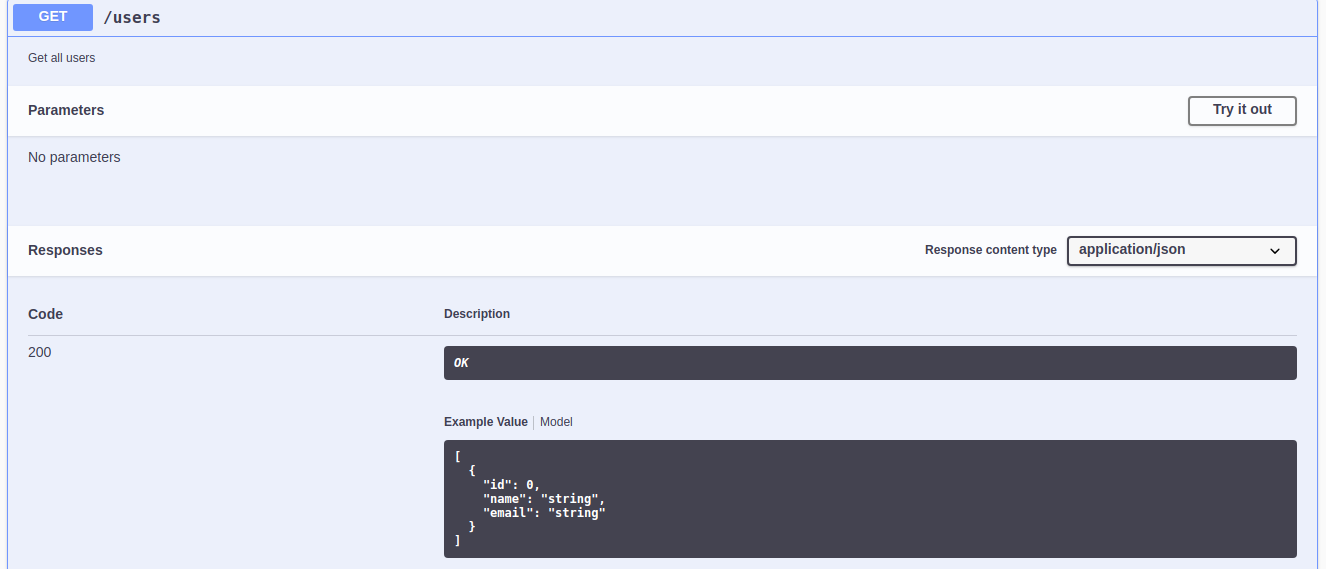 GET /users
Get all users
Parameters Try it out
No parameters
Responses Response content type application/json
Code Description
200 OK
Example Value Model
[
  {
    "id": 0,
    "name": "string",
    "email": "string"
  }
]